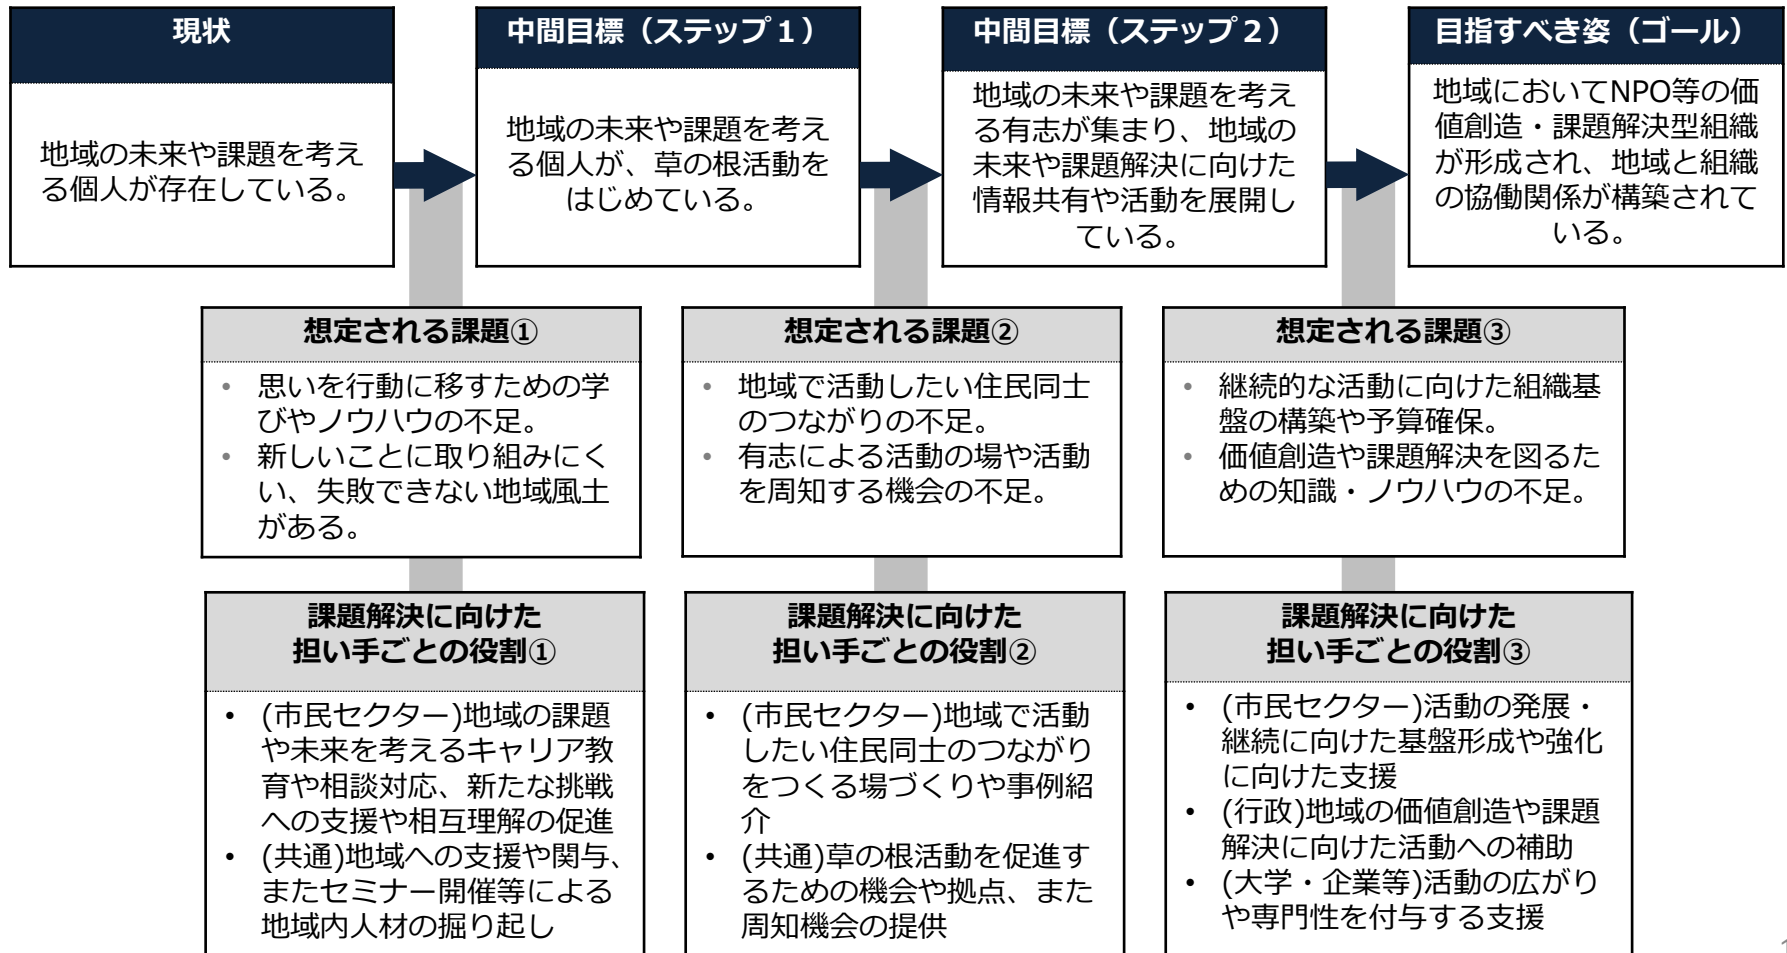 現状
地域の未来や課題を考え
る個人が存在している。
中間目標（ステップ１）
地域の未来や課題を考え
る個人が、草の根活動を
はじめている。
中間目標（ステップ２）
地域の未来や課題を考え
る有志が集まり、地域の
未来や課題解決に向けた
情報共有や活動を展開し
ている。
目指すべき姿（ゴール）
地域においてNPO等の価
値創造・課題解決型組織
が形成され、地域と組織
の協働関係が構築されて
いる。
想定される課題①
• 思いを行動に移すための学
びやノウハウの不足。
• 新しいことに取り組みにく
い、失敗できない地域風土
がある。
想定される課題②
• 地域で活動したい住民同士
のつながりの不足。
• 有志による活動の場や活動
を周知する機会の不足。
想定される課題③
• 継続的な活動に向けた組織基
盤の構築や予算確保。
• 価値創造や課題解決を図るた
めの知識・ノウハウの不足。
課題解決に向けた
担い手ごとの役割①
• (市民セクター)地域の課題
や未来を考えるキャリア教
育や相談対応、新たな挑戦
への支援や相互理解の促進
• (共通)地域への支援や関与、
またセミナー開催等による
地域内人材の掘り起し
課題解決に向けた
担い手ごとの役割②
• (市民セクター)地域で活動
したい住民同士のつながり
をつくる場づくりや事例紹
介
• (共通)草の根活動を促進す
るための機会や拠点、また
周知機会の提供
課題解決に向けた
担い手ごとの役割③
• (市民セクター)活動の発展・
継続に向けた基盤形成や強化
に向けた支援
• (行政)地域の価値創造や課題
解決に向けた活動への補助
• (大学・企業等)活動の広がり
や専門性を付与する支援